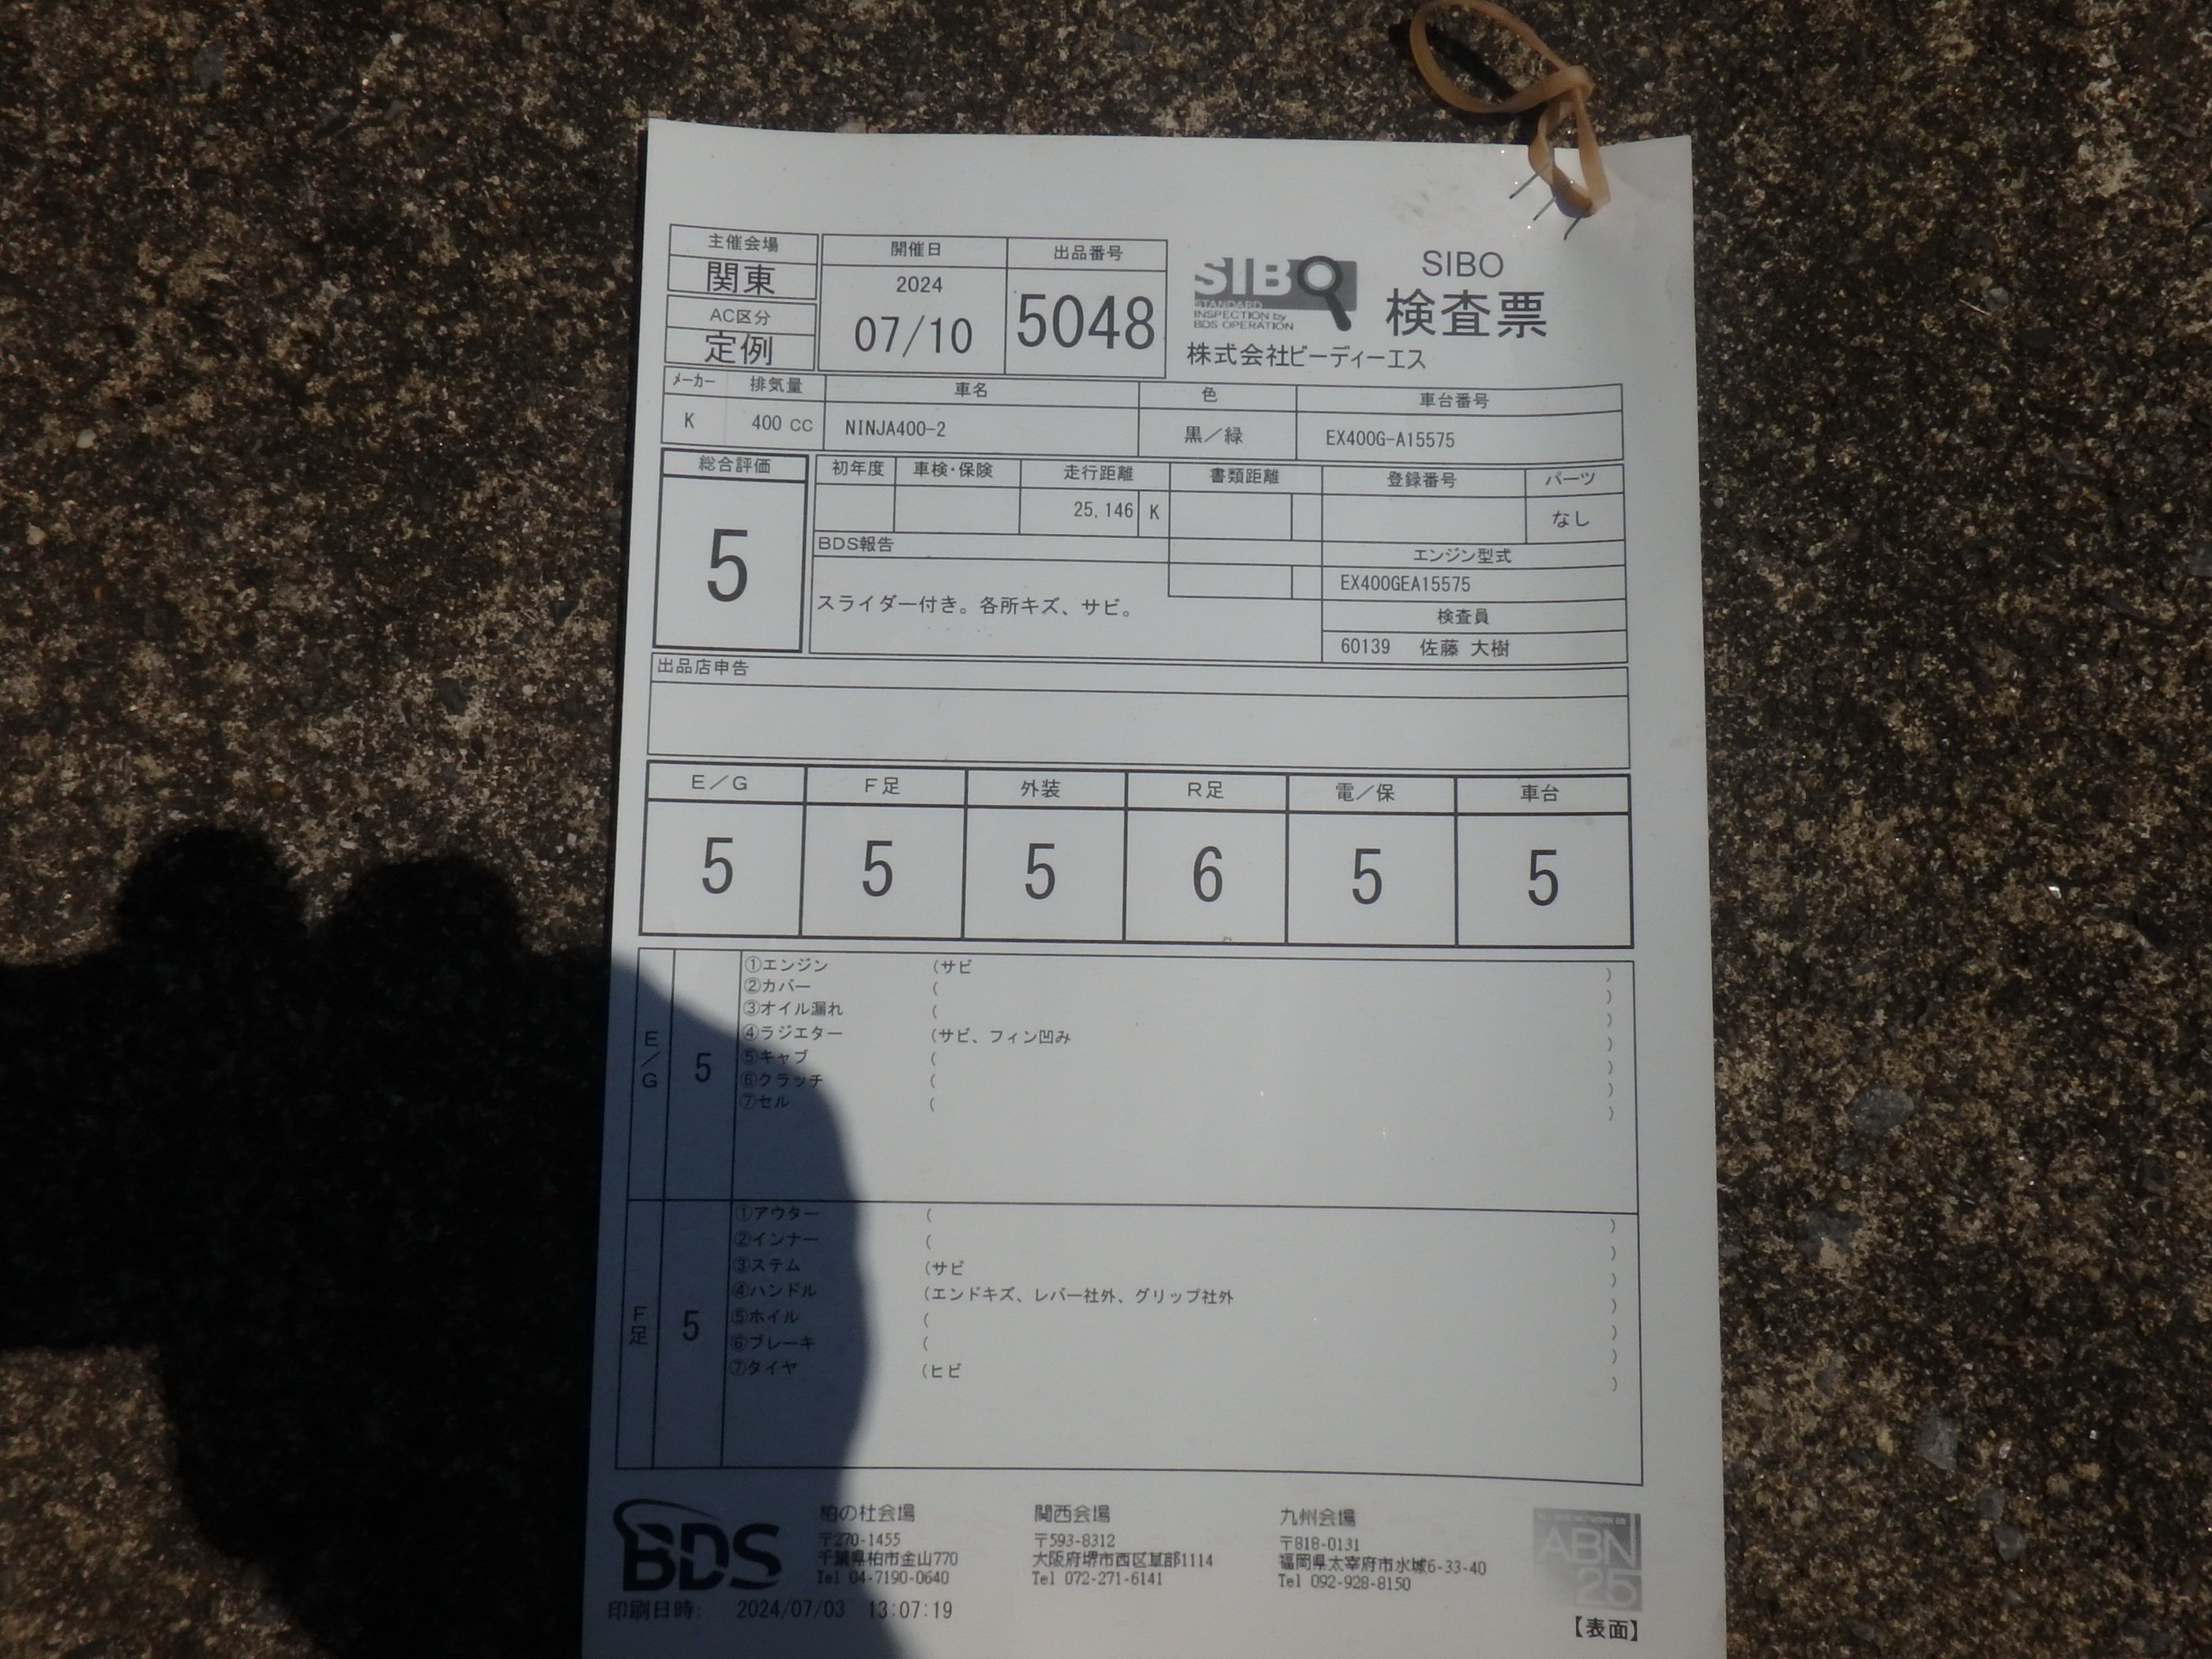 主催会場 開催日 出品番号
関東 2024 07/10 5048
AC区分
定例
SIBO
STANDARD
INSPECTION by
BDS OPERATION
SIBO
検査票
株式会社ビーディーエス
メーカー 排気量 車名 色 車台番号
K 400 CC NINJA400-2 黒/緑 EX400G-A15575
総合評価 初年度 車検・保険 走行距離 書類距離 登録番号 パーツ
5 25,146 K なし
BDS報告 エンジン型式
EX400GEA15575
スライダー付き。各所キズ、サビ。
検査員
60139 佐藤 大樹
出品店申告
E/G F足 外装 R足 電/保 車台
5 5 5 6 5 5
E/G 5
①エンジン (サビ )
②カバー ( )
③オイル漏れ ( )
④ラジエター (サビ、フィン凹み )
⑤キャブ ( )
⑥クラッチ ( )
⑦セル ( )
F足 5
①アウター ( )
②インナー ( )
③ステム (サビ )
④ハンドル (エンドキズ、レバー社外、グリップ社外 )
⑤ホイル ( )
⑥ブレーキ ( )
⑦タイヤ (ヒビ )
BDS
柏の杜会場
〒270-1455
千葉県柏市金山770
Tel 04-7190-0640
関西会場
〒593-8312
大阪府堺市西区草部1114
Tel 072-271-6141
九州会場
〒818-0131
福岡県太宰府市水城6-33-40
Tel 092-928-8150
ABN
25
印刷日時: 2024/07/03 13:07:19
【表面】